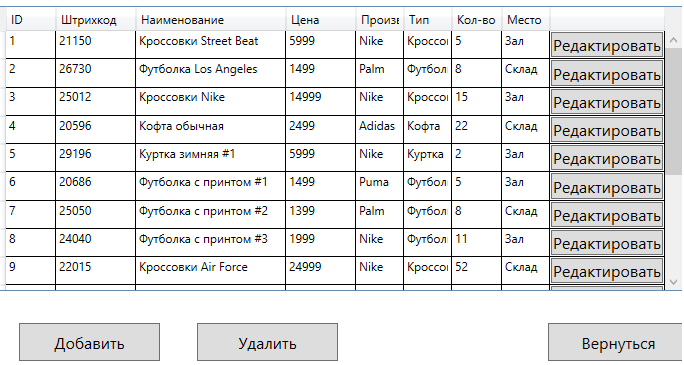 ID Штрихкод Наименование Цена Произв Тип Кол-во Место
1 21150 Кроссовки Street Beat 5999 Nike Кроссо 5 Зал Редактировать
2 26730 Футболка Los Angeles 1499 Palm Футбол 8 Склад Редактировать
3 25012 Кроссовки Nike 14999 Nike Кроссо 15 Зал Редактировать
4 20596 Кофта обычная 2499 Adidas Кофта 22 Склад Редактировать
5 29196 Куртка зимняя #1 5999 Nike Куртка 2 Зал Редактировать
6 20686 Футболка с принтом #1 1499 Puma Футбол 5 Зал Редактировать
7 25050 Футболка с принтом #2 1399 Palm Футбол 8 Склад Редактировать
8 24040 Футболка с принтом #3 1999 Nike Футбол 11 Зал Редактировать
9 22015 Кроссовки Air Force 24999 Nike Кроссо 52 Склад Редактировать
Добавить Удалить Вернуться